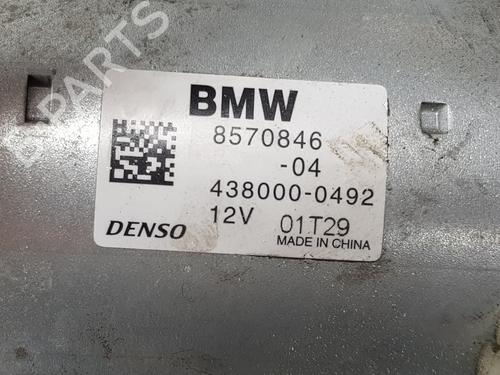 PARTS
BMW
8570846
-04
438000-0492
DENSO 12V 01T29
MADE IN CHINA